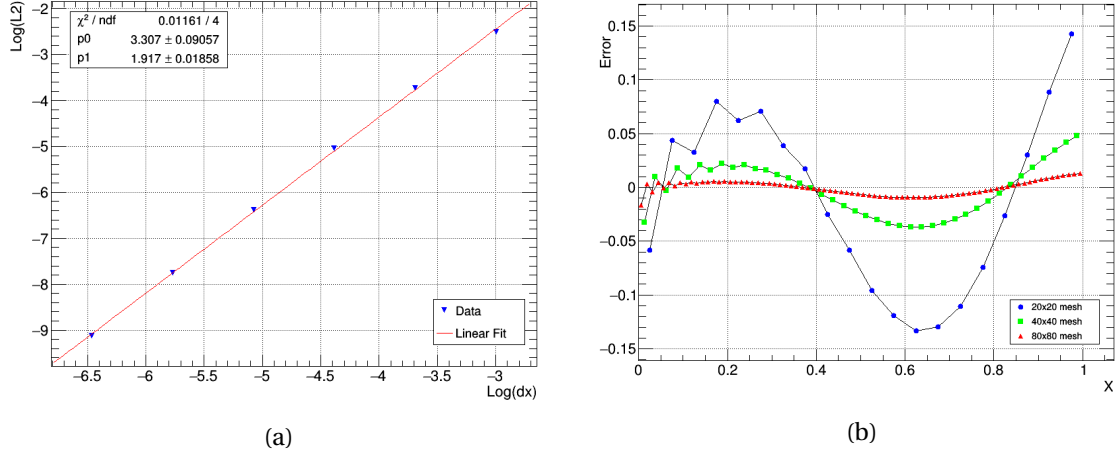 Log(L2)
−2
−3
−4
−5
−6
−7
−8
−9
χ² / ndf 0.01161 / 4
p0 3.307 ± 0.09057
p1 1.917 ± 0.01858
Data
Linear Fit
−6.5 −6 −5.5 −5 −4.5 −4 −3.5 −3
Log(dx)
(a)
Error
0.15
0.1
0.05
0
−0.05
−0.1
−0.15
20x20 mesh
40x40 mesh
80x80 mesh
0 0.2 0.4 0.6 0.8 1
X
(b)